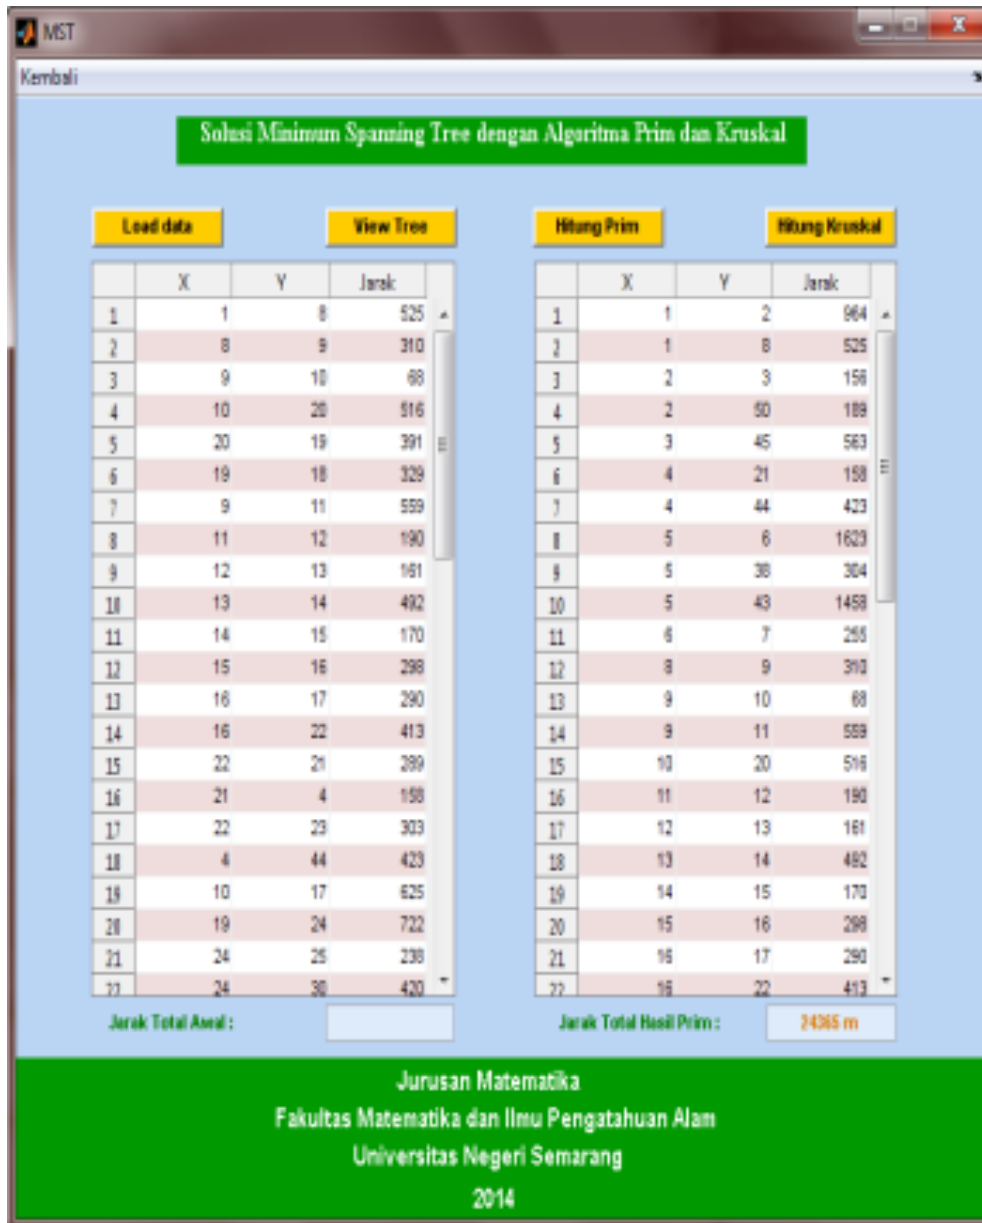 MST
Kembali
Solusi Minimum Spanning Tree dengan Algoritma Prim dan Kruskal
Load data View Tree Hitung Prim Hitung Kruskal
X Y Jarak
1 1 8 525
2 8 9 310
3 9 10 68
4 10 20 516
5 20 19 391
6 19 18 329
7 9 11 559
8 11 12 190
9 12 13 161
10 13 14 492
11 14 15 170
12 15 16 298
13 16 17 290
14 16 22 413
15 22 21 289
16 21 4 158
17 22 23 303
18 4 44 423
19 10 17 625
20 19 24 722
21 24 25 238
22 24 30 420
Jarak Total Awal :
X Y Jarak
1 1 2 964
2 1 8 525
3 2 3 156
4 2 50 189
5 3 45 563
6 4 21 158
7 4 44 423
8 5 6 1623
9 5 38 304
10 5 43 1458
11 6 7 255
12 8 9 310
13 9 10 68
14 9 11 559
15 10 20 516
16 11 12 190
17 12 13 161
18 13 14 492
19 14 15 170
20 15 16 298
21 16 17 290
22 16 22 413
Jarak Total Hasil Prim : 24365 m
Jurusan Matematika
Fakultas Matematika dan Ilmu Pengatahuan Alam
Universitas Negeri Semarang
2014